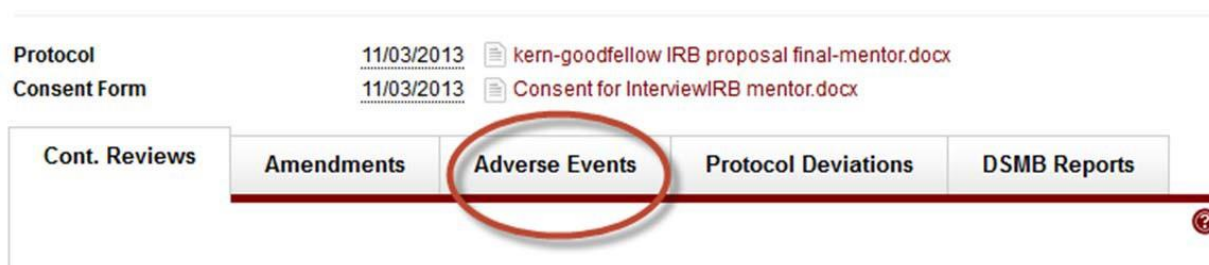 Protocol 11/03/2013 kern-goodfellow IRB proposal final-mentor.docx
Consent Form 11/03/2013 Consent for InterviewIRB mentor.docx
Cont. Reviews Amendments Adverse Events Protocol Deviations DSMB Reports
?